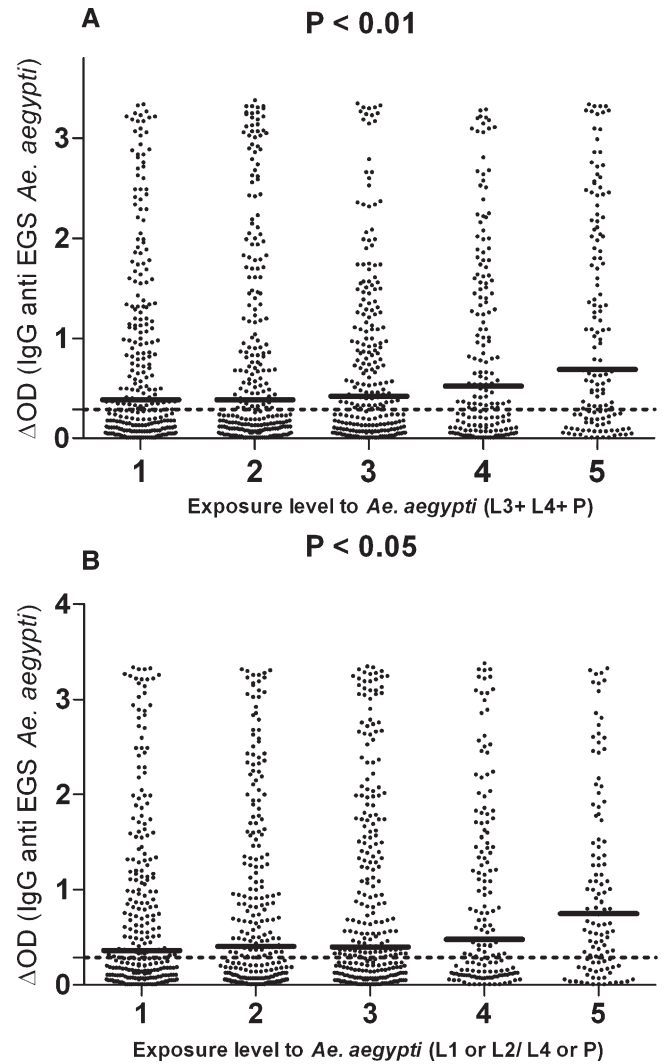 A
P < 0.01
ΔOD (IgG anti EGS Ae. aegypti)
3
2
1
0
1 2 3 4 5
Exposure level to Ae. aegypti (L3+ L4+ P)
B
P < 0.05
ΔOD (IgG anti EGS Ae. aegypti)
4
3
2
1
0
1 2 3 4 5
Exposure level to Ae. aegypti (L1 or L2/ L4 or P)